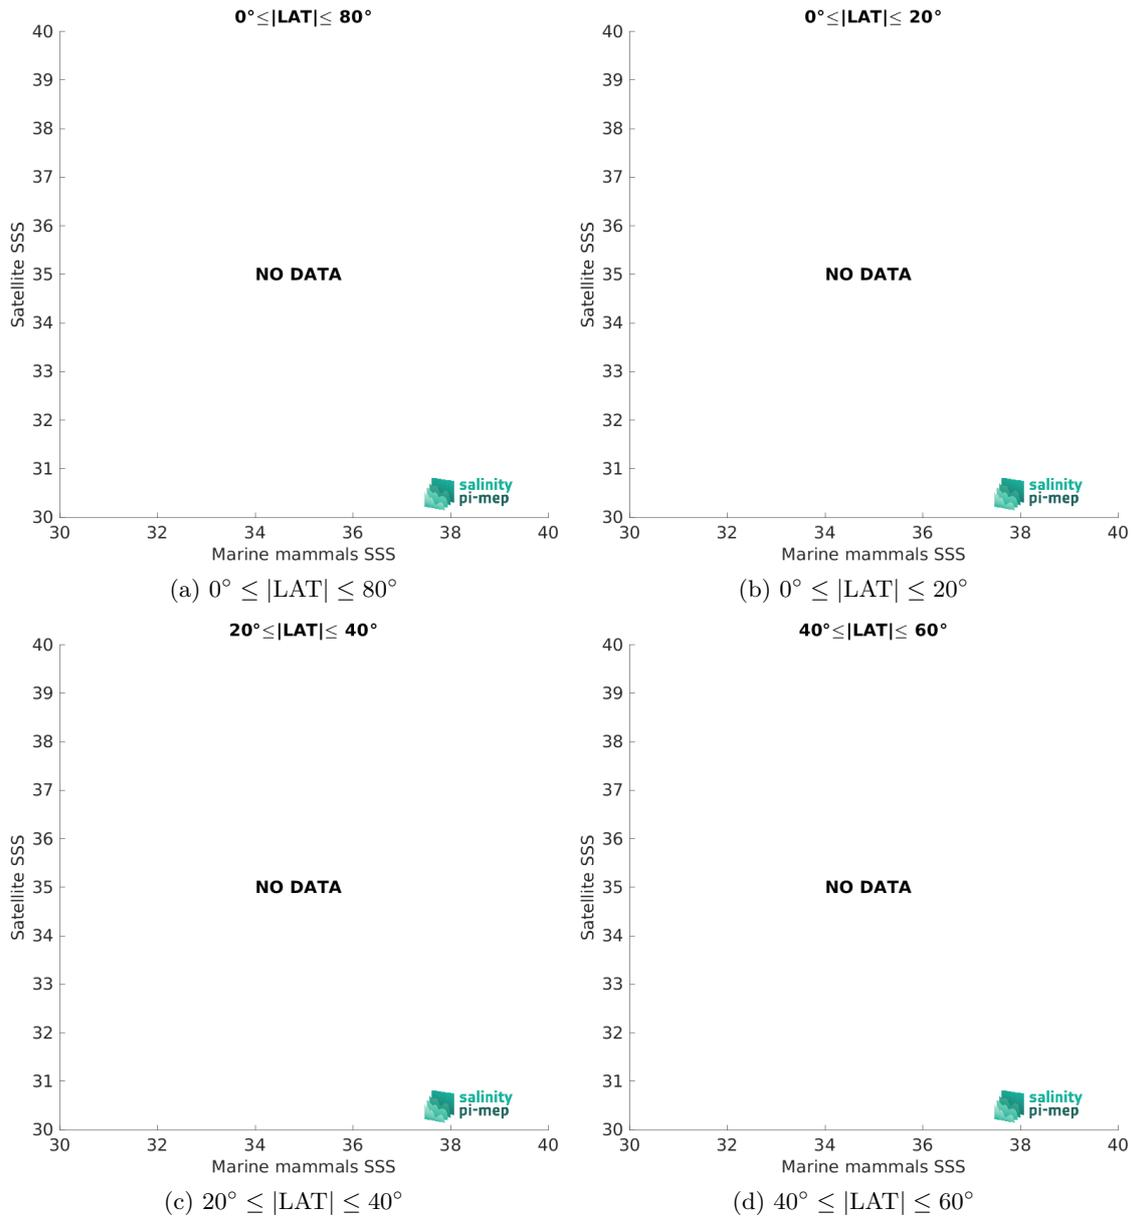 0°≤|LAT|≤ 80°
40
39
38
37
36
35
34
33
32
31
30
Satellite SSS
NO DATA
salinity
pi-mep
30 32 34 36 38 40
Marine mammals SSS
(a) 0° ≤ |LAT| ≤ 80°
0°≤|LAT|≤ 20°
40
39
38
37
36
35
34
33
32
31
30
Satellite SSS
NO DATA
salinity
pi-mep
30 32 34 36 38 40
Marine mammals SSS
(b) 0° ≤ |LAT| ≤ 20°
20°≤|LAT|≤ 40°
40
39
38
37
36
35
34
33
32
31
30
Satellite SSS
NO DATA
salinity
pi-mep
30 32 34 36 38 40
Marine mammals SSS
(c) 20° ≤ |LAT| ≤ 40°
40°≤|LAT|≤ 60°
40
39
38
37
36
35
34
33
32
31
30
Satellite SSS
NO DATA
salinity
pi-mep
30 32 34 36 38 40
Marine mammals SSS
(d) 40° ≤ |LAT| ≤ 60°